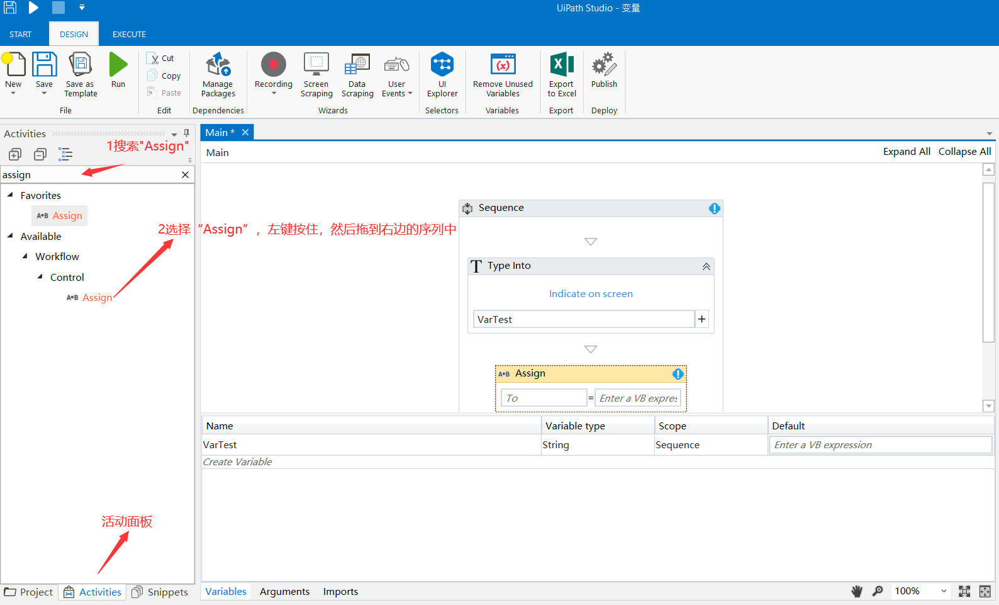 UiPath Studio - 变量
START DESIGN EXECUTE
New
Save
Save as
Template
Run
Cut
Copy
Paste
Manage
Packages
Recording
Screen
Scraping
Data
Scraping
User
Events
UI
Explorer
Remove Unused
Variables
Export
to Excel
Publish
File Edit Dependencies Wizards Selectors Variables Export Deploy
Activities
1搜索"Assign"
assign
Favorites
A B Assign
Available
Workflow
Control
A B Assign
2选择“Assign”，左键按住，然后拖到右边的序列中
活动面板
Project Activities Snippets
Main *
Main
Expand All Collapse All
Sequence
T Type Into
Indicate on screen
VarTest +
A B Assign
To = Enter a VB expres
Name Variable type Scope Default
VarTest String Sequence Enter a VB expression
Create Variable
Variables Arguments Imports
100%